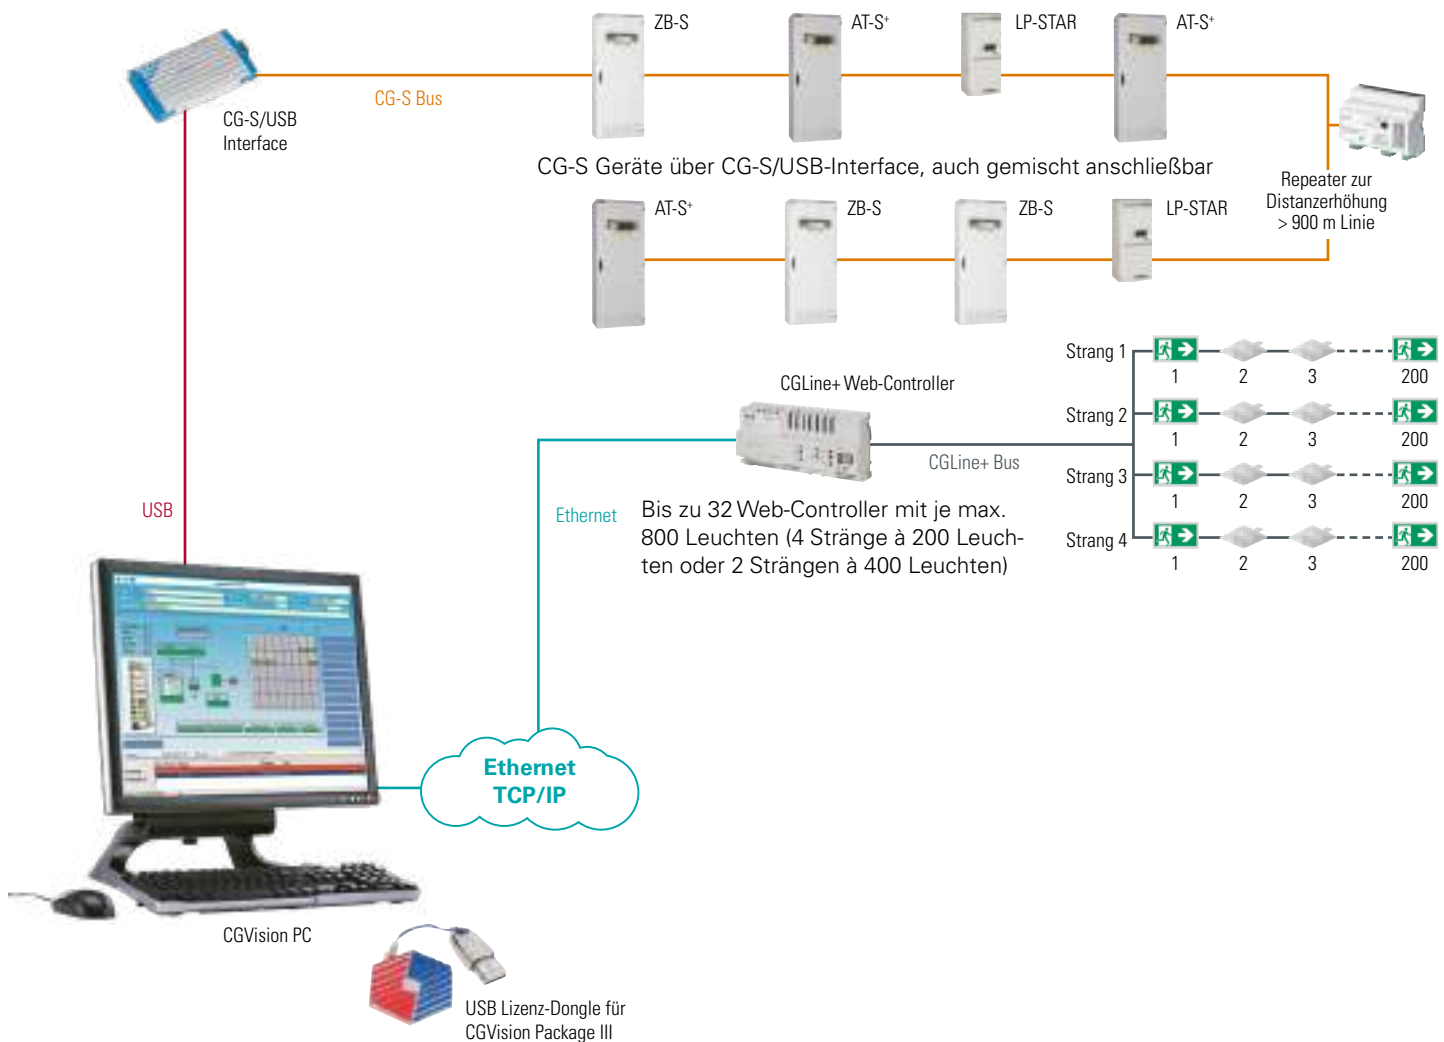 ZB-S
AT-S+
LP-STAR
AT-S+
CG-S Bus
CG-S/USB
Interface
CG-S Geräte über CG-S/USB-Interface, auch gemischt anschließbar
Repeater zur
Distanzerhöhung
> 900 m Linie
AT-S+
ZB-S
ZB-S
LP-STAR
Strang 1
1 2 3 200
CGLine+ Web-Controller
Strang 2
1 2 3 200
CGLine+ Bus
Strang 3
1 2 3 200
Strang 4
1 2 3 200
USB
Ethernet
Bis zu 32 Web-Controller mit je max.
800 Leuchten (4 Stränge à 200 Leuch-
ten oder 2 Strängen à 400 Leuchten)
Ethernet
TCP/IP
CGVision PC
USB Lizenz-Dongle für
CGVision Package III